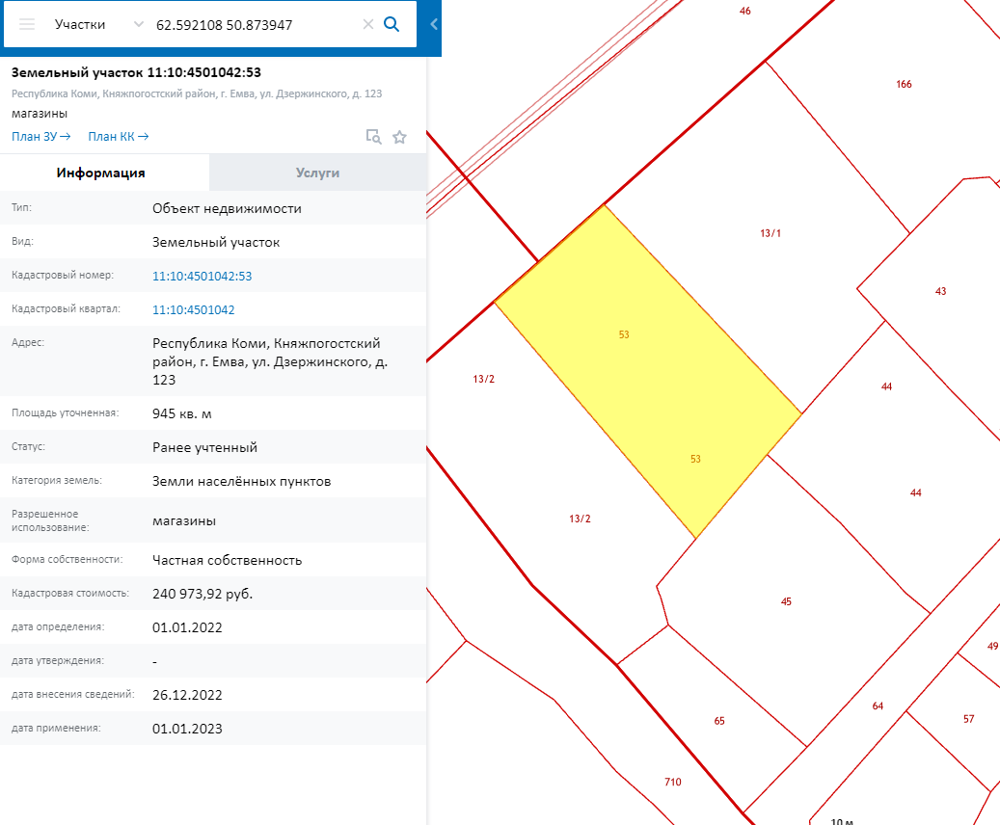 Участки
62.592108 50.873947
Земельный участок 11:10:4501042:53
Республика Коми, Княжпогостский район, г. Емва, ул. Дзержинского, д. 123
магазины
План ЗУ →
План КК →
Информация
Услуги
Тип:
Объект недвижимости
Вид:
Земельный участок
Кадастровый номер:
11:10:4501042:53
Кадастровый квартал:
11:10:4501042
Адрес:
Республика Коми, Княжпогостский
район, г. Емва, ул. Дзержинского, д.
123
Площадь уточненная:
945 кв. м
Статус:
Ранее учтенный
Категория земель:
Земли населённых пунктов
Разрешенное
использование:
магазины
Форма собственности:
Частная собственность
Кадастровая стоимость:
240 973,92 руб.
дата определения:
01.01.2022
дата утверждения:
-
дата внесения сведений:
26.12.2022
дата применения:
01.01.2023
46
166
13/1
43
53
13/2
44
53
44
13/2
45
49
64
57
65
710
10 м